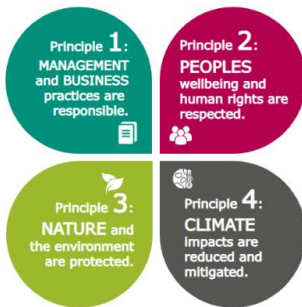 Principle 1:
MANAGEMENT
and BUSINESS
practices are
responsible.
Principle 2:
PEOPLES
wellbeing and
human rights are
respected.
Principle 3:
NATURE and
the environment
are protected.
Principle 4:
CLIMATE
impacts are
reduced and
mitigated.